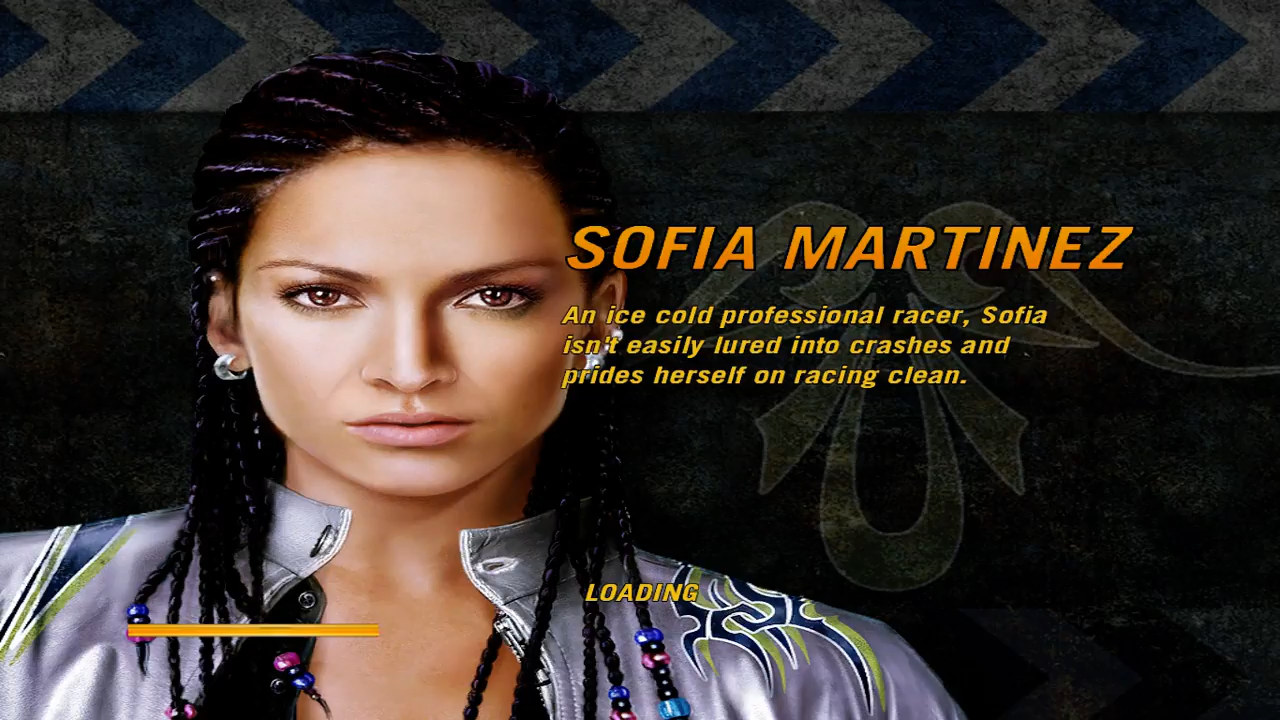 SOFIA MARTINEZ
An ice cold professional racer, Sofia
isn't easily lured into crashes and
prides herself on racing clean.
LOADING